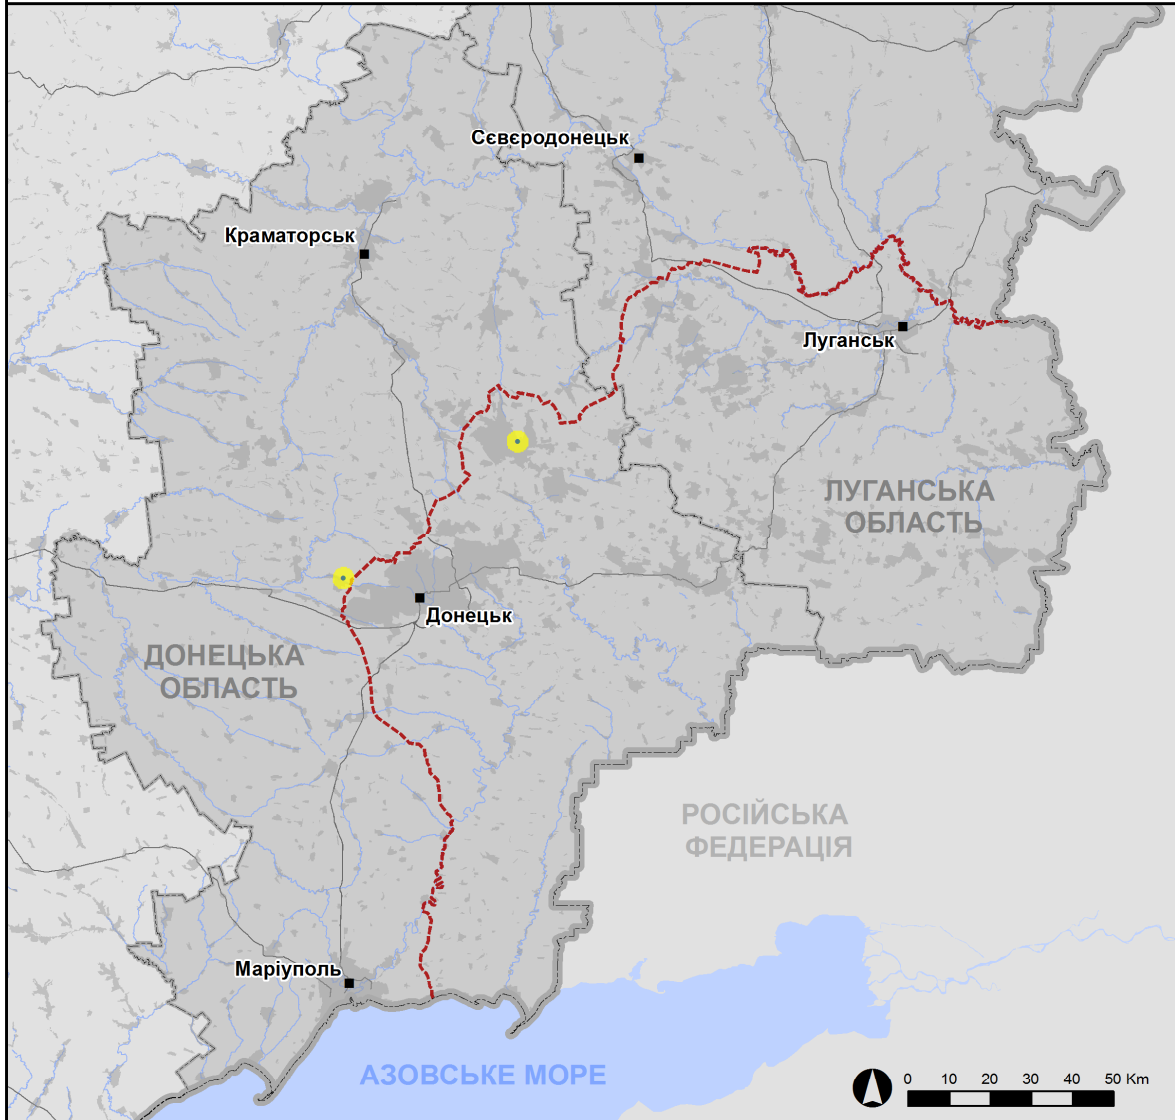 Сєвєродонецьк
Краматорськ
Луганськ
ЛУГАНСЬКА
ОБЛАСТЬ
Донецьк
ДОНЕЦЬКА
ОБЛАСТЬ
РОСІЙСЬКА
ФЕДЕРАЦІЯ
Маріуполь
АЗОВСЬКЕ МОРЕ
0 10 20 30 40 50 Km